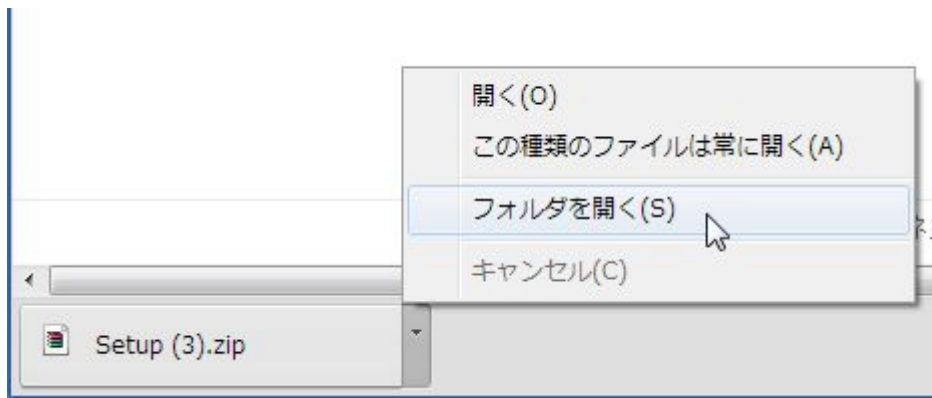 開く(O)
この種類のファイルは常に開く(A)
フォルダを開く(S)
キャンセル(C)
Setup (3).zip